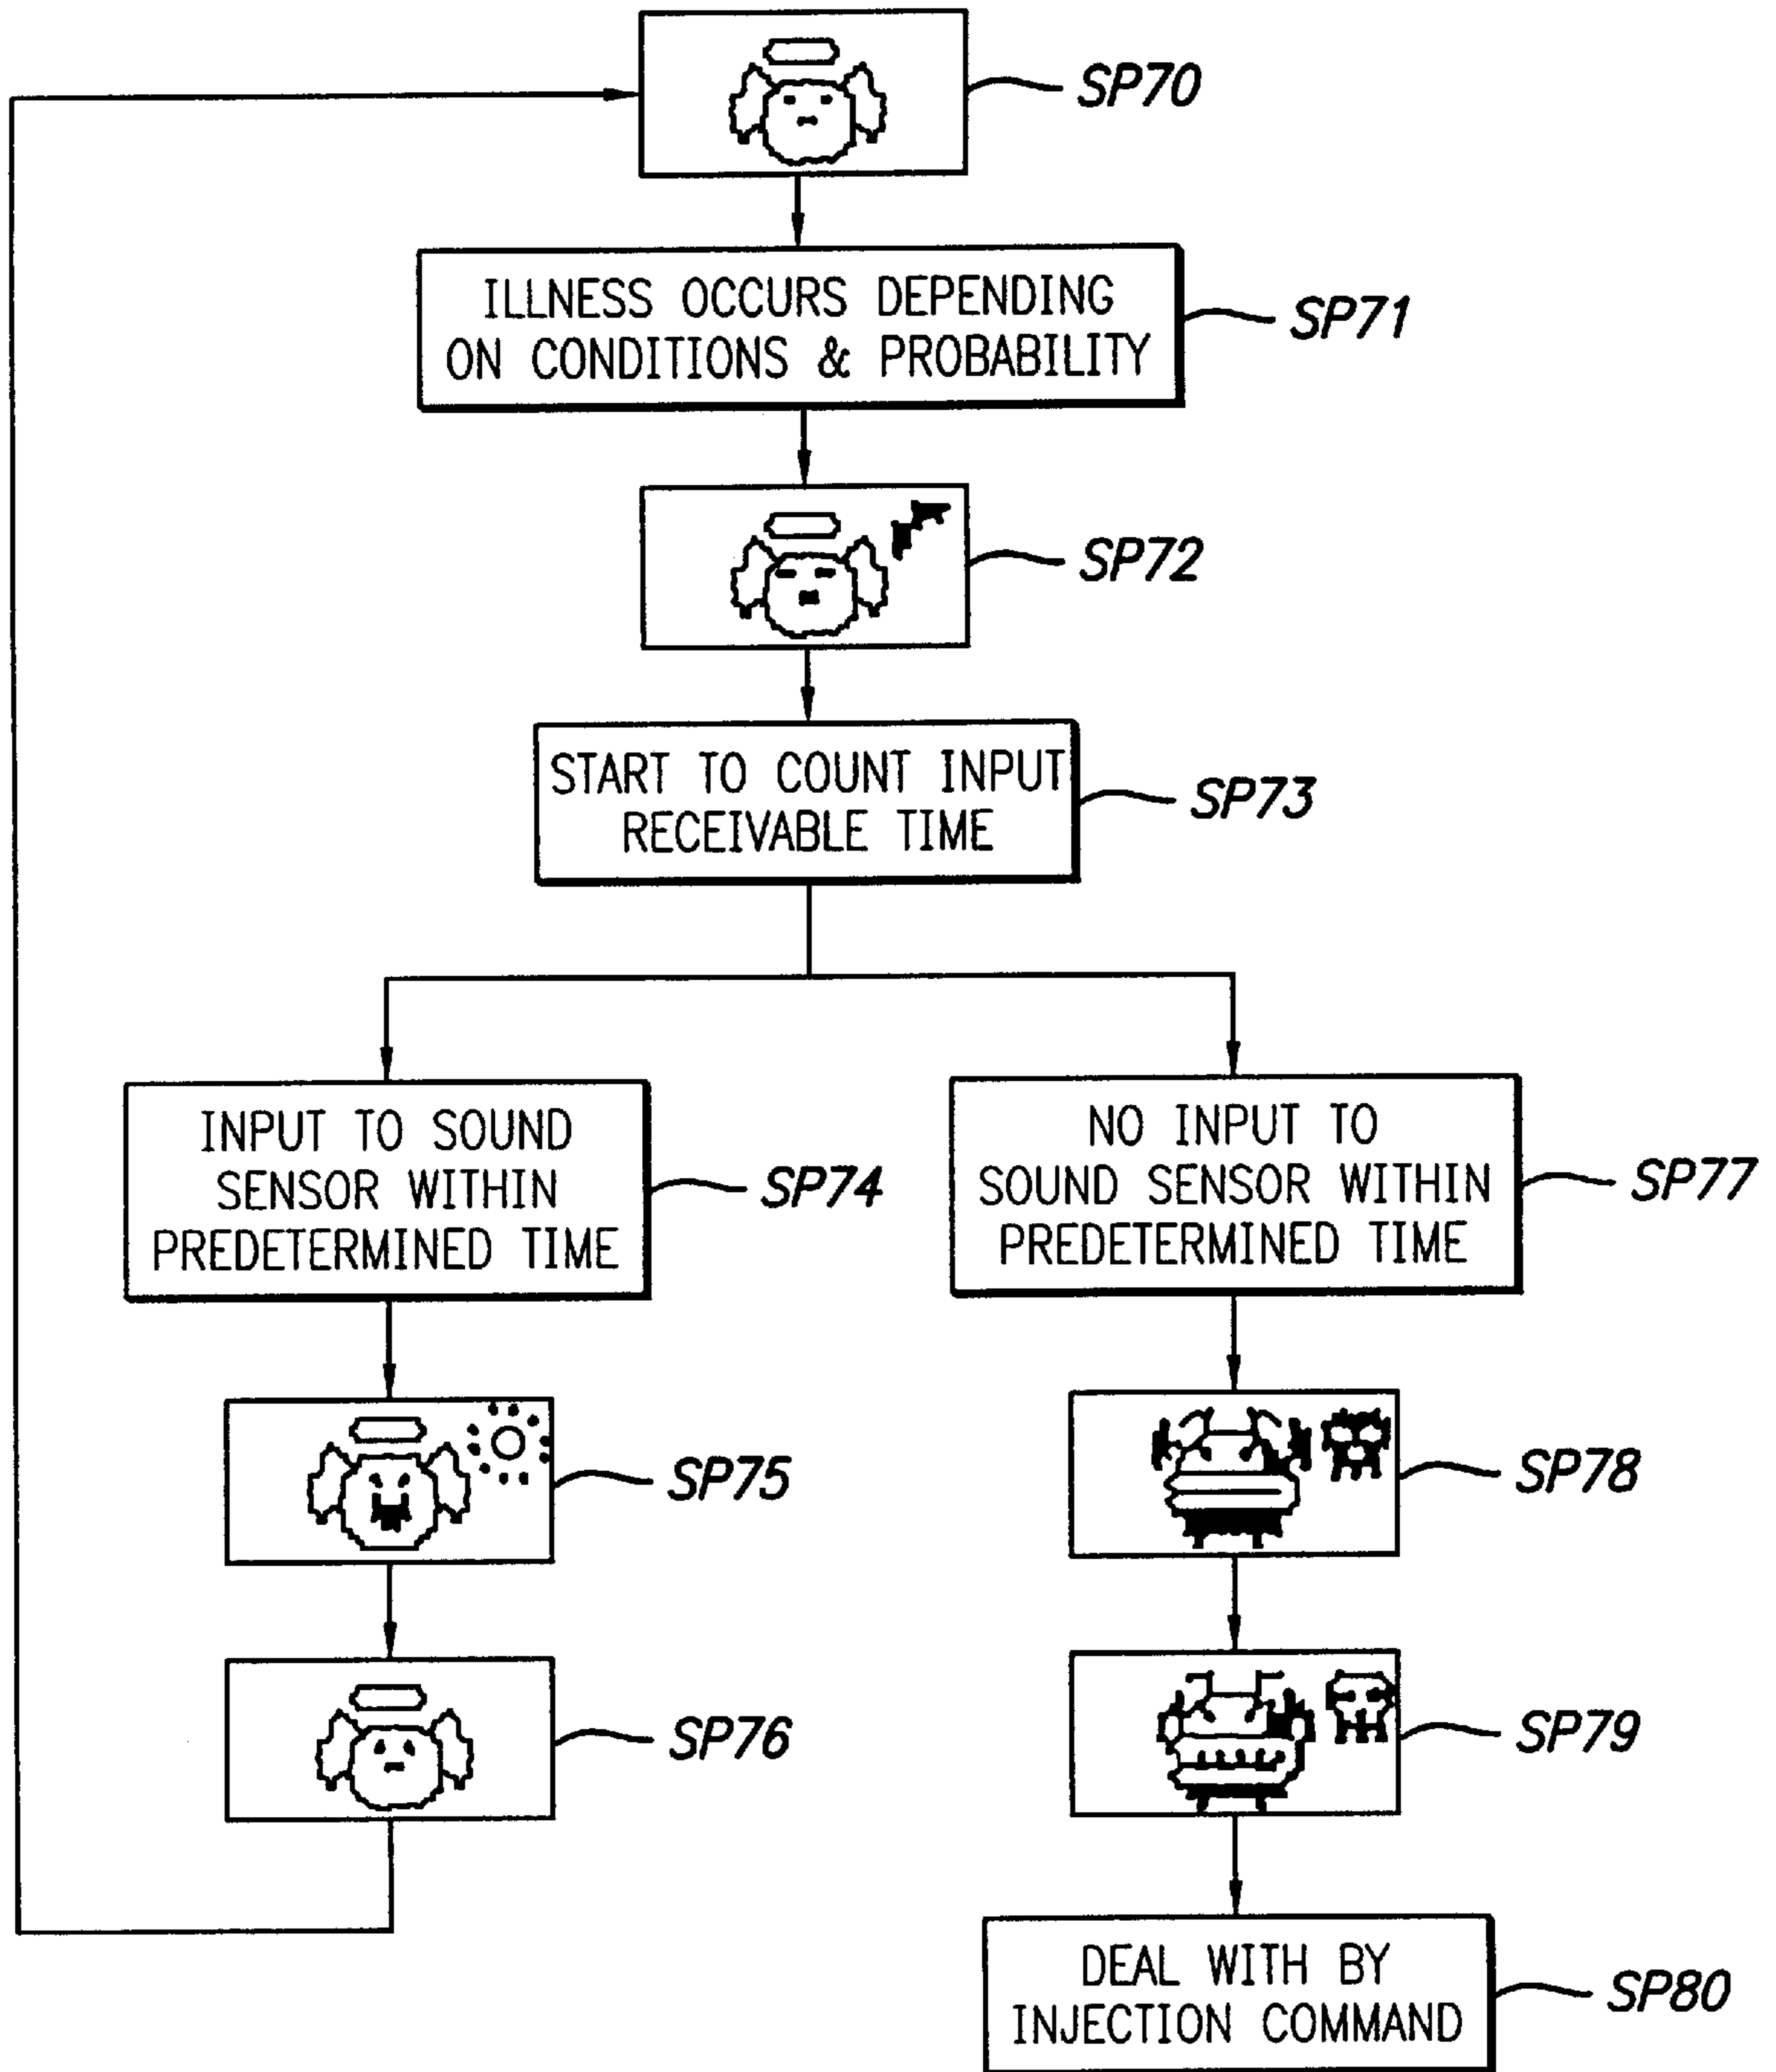 SP70
ILLNESS OCCURS DEPENDING
ON CONDITIONS & PROBABILITY
SP71
SP72
START TO COUNT INPUT
RECEIVABLE TIME
SP73
INPUT TO SOUND
SENSOR WITHIN
PREDETERMINED TIME
SP74
NO INPUT TO
SOUND SENSOR WITHIN
PREDETERMINED TIME
SP77
SP75
SP78
SP76
SP79
DEAL WITH BY
INJECTION COMMAND
SP80